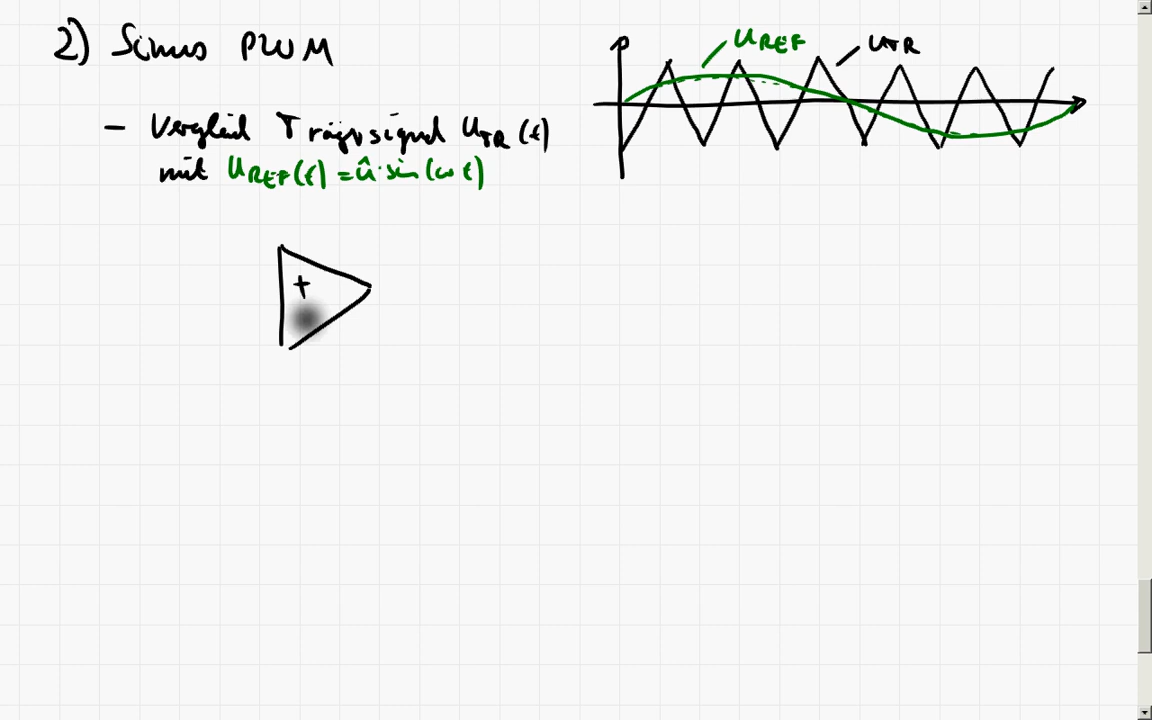 2) Sinus PWM
U_REF U_TR
- Vergleich Trägersignal U_TR (t)
mit U_REF(t) = û · sin(ωt)
+